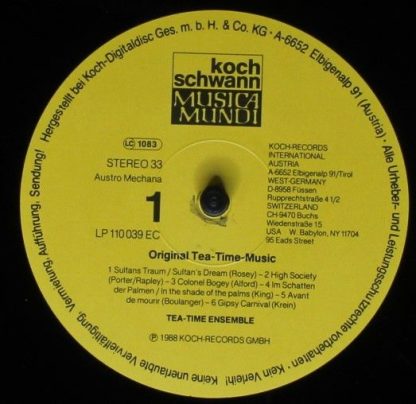 Hergestellt bei Koch-Digitaldisc Ges. m. b. H. & Co. KG · A-6652 Elbigenalp 91 (Austria) · Alle Urheber- und Leistungsschutzrechte vorbehalten · Kein Verleih! Keine unerlaubte Vervielfältigung, Vermietung, Aufführung, Sendung!
koch
schwann
MUSICA
MUNDI
LC 1083
STEREO 33
Austro Mechana
1
LP 110 039 EC
KOCH-RECORDS
INTERNATIONAL
AUSTRIA
A-6652 Elbigenalp 91/Tirol
WEST-GERMANY
D-8958 Füssen
Rupprechtstraße 4 1/2
SWITZERLAND
CH-9470 Buchs
Wiedenstraße 15
USA W. Babylon, NY 11704
95 Eads Street
Original Tea-Time-Music
1 Sultans Traum / Sultan's Dream (Rosey) – 2 High Society
(Porter/Rapley) – 3 Colonel Bogey (Alford) – 4 Im Schatten
der Palmen / In the shade of the palms (King) – 5 Avant
de mourir (Boulanger) – 6 Gipsy Carnival (Krein)
TEA-TIME ENSEMBLE
Ⓟ 1988 KOCH-RECORDS GMBH